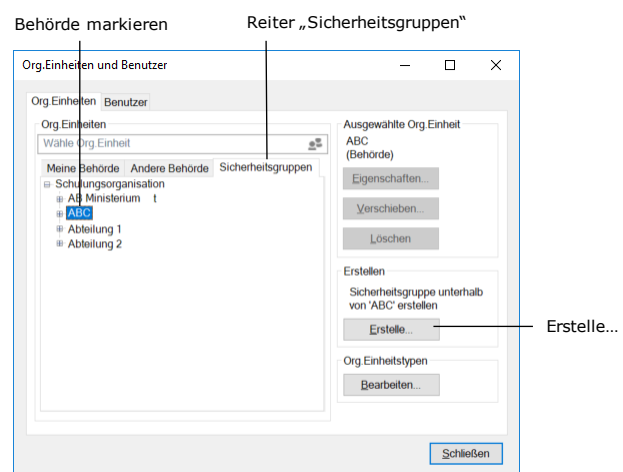 Behörde markieren
Reiter „Sicherheitsgruppen“
Org.Einheiten und Benutzer
Org.Einheiten Benutzer
Org.Einheiten
Wähle Org.Einheit
Meine Behörde Andere Behörde Sicherheitsgruppen
Schulungsorganisation
AB Ministerium t
ABC
Abteilung 1
Abteilung 2
Ausgewählte Org.Einheit
ABC
(Behörde)
Eigenschaften...
Verschieben...
Löschen
Erstellen
Sicherheitsgruppe unterhalb
von 'ABC' erstellen
Erstelle...
Erstelle…
Org.Einheitstypen
Bearbeiten...
Schließen